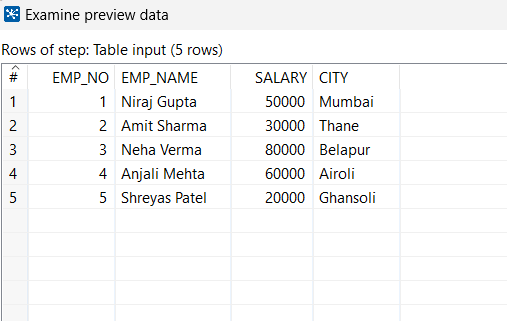 Examine preview data
Rows of step: Table input (5 rows)
# EMP_NO EMP_NAME SALARY CITY
1 1 Niraj Gupta 50000 Mumbai
2 2 Amit Sharma 30000 Thane
3 3 Neha Verma 80000 Belapur
4 4 Anjali Mehta 60000 Airoli
5 5 Shreyas Patel 20000 Ghansoli